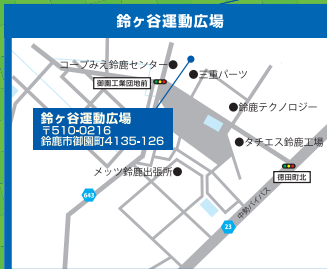 鈴ヶ谷運動広場
コープみえ鈴鹿センター
三重パーツ
御薗工業団地前
鈴鹿テクノロジー
鈴ヶ谷運動広場
〒510-0216
鈴鹿市御薗町4135-126
タチエス鈴鹿工場
メッツ鈴鹿出張所
徳田町北
643
中勢バイパス
23